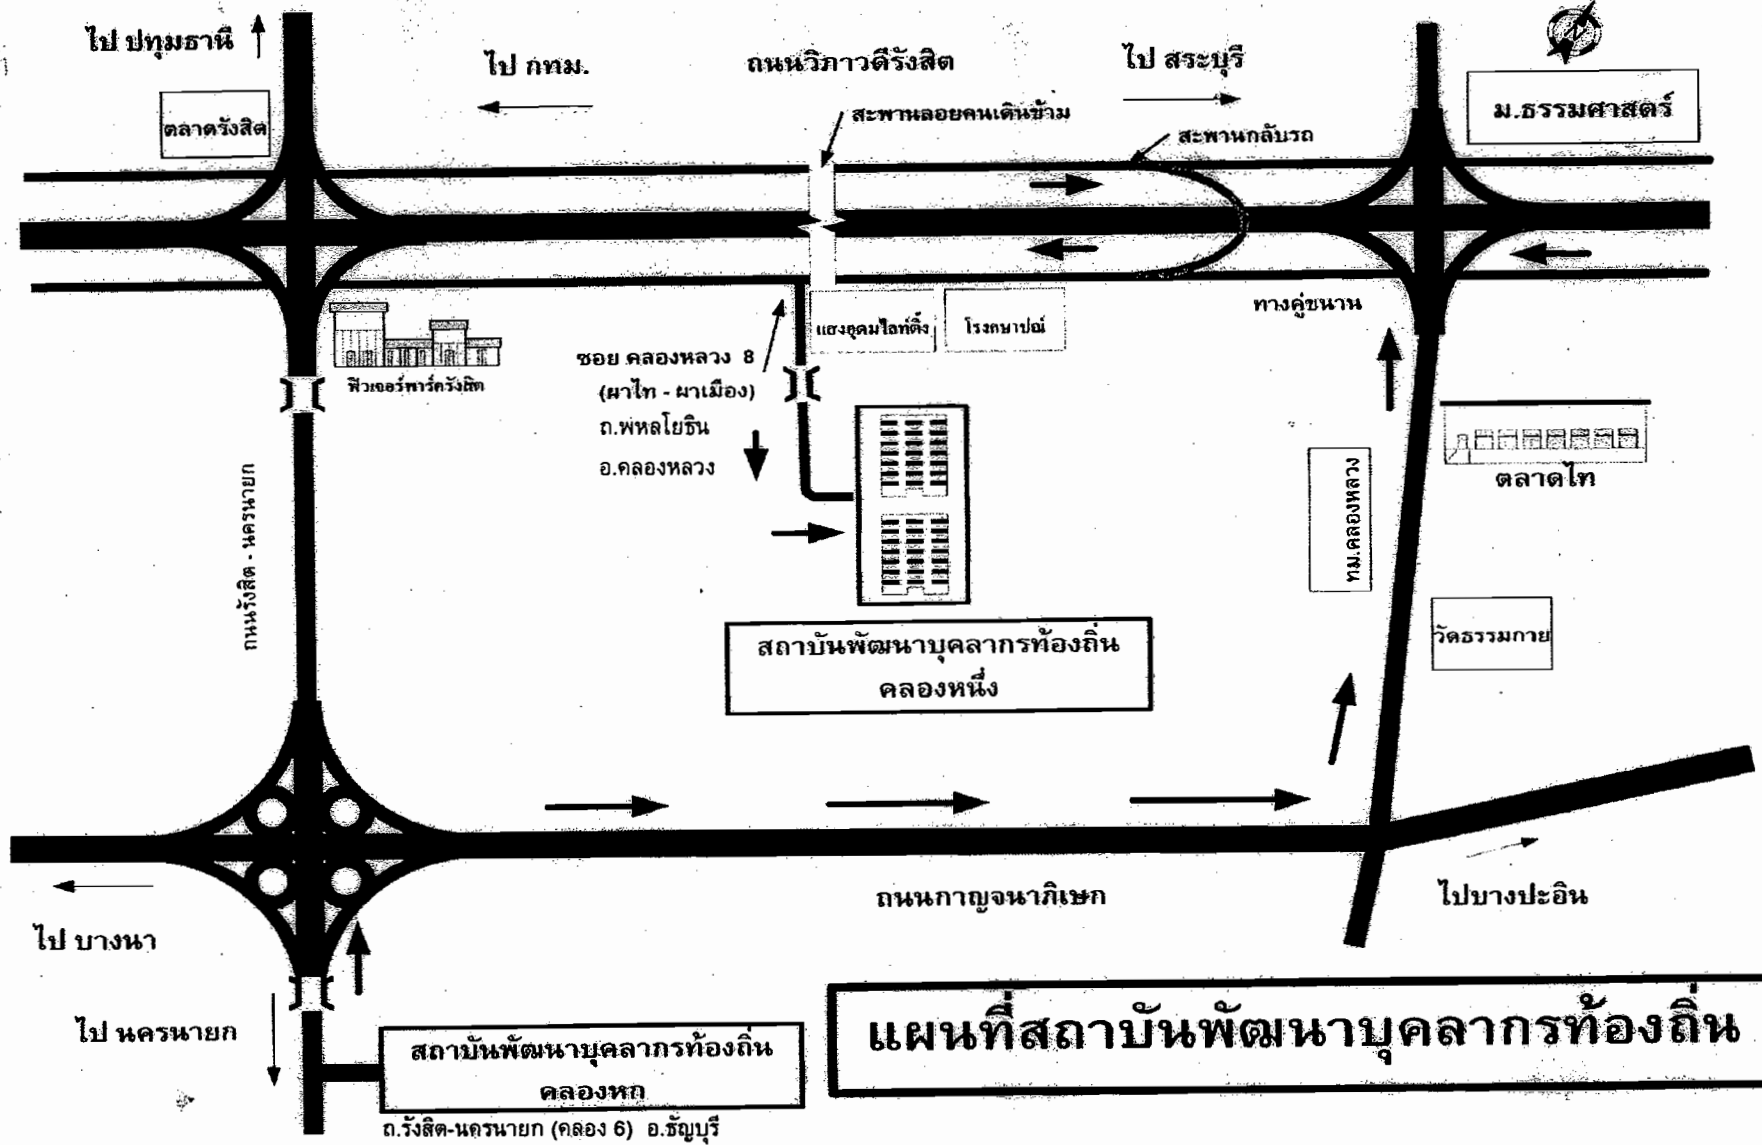 ไป ปทุมธานี
ไป กทม.
ถนนวิภาวดีรังสิต
ไป สระบุรี
N
ตลาดรังสิต
สะพานลอยคนเดินข้าม
สะพานกลับรถ
ม.ธรรมศาสตร์
ทางคู่ขนาน
แสงอุดมไลท์ติ้ง
โรงกษาปณ์
ฟิวเจอร์พาร์ครังสิต
ซอย คลองหลวง 8
(ผาไท - ผาเมือง)
ถ.พหลโยธิน
อ.คลองหลวง
ถนนรังสิต - นครนายก
ทม.คลองหลวง
ตลาดไท
วัดธรรมกาย
สถาบันพัฒนาบุคลากรท้องถิ่น
คลองหนึ่ง
ถนนกาญจนาภิเษก
ไปบางปะอิน
ไป บางนา
ไป นครนายก
สถาบันพัฒนาบุคลากรท้องถิ่น
คลองหก
ถ.รังสิต-นครนายก (คลอง 6) อ.ธัญบุรี
แผนที่สถาบันพัฒนาบุคลากรท้องถิ่น